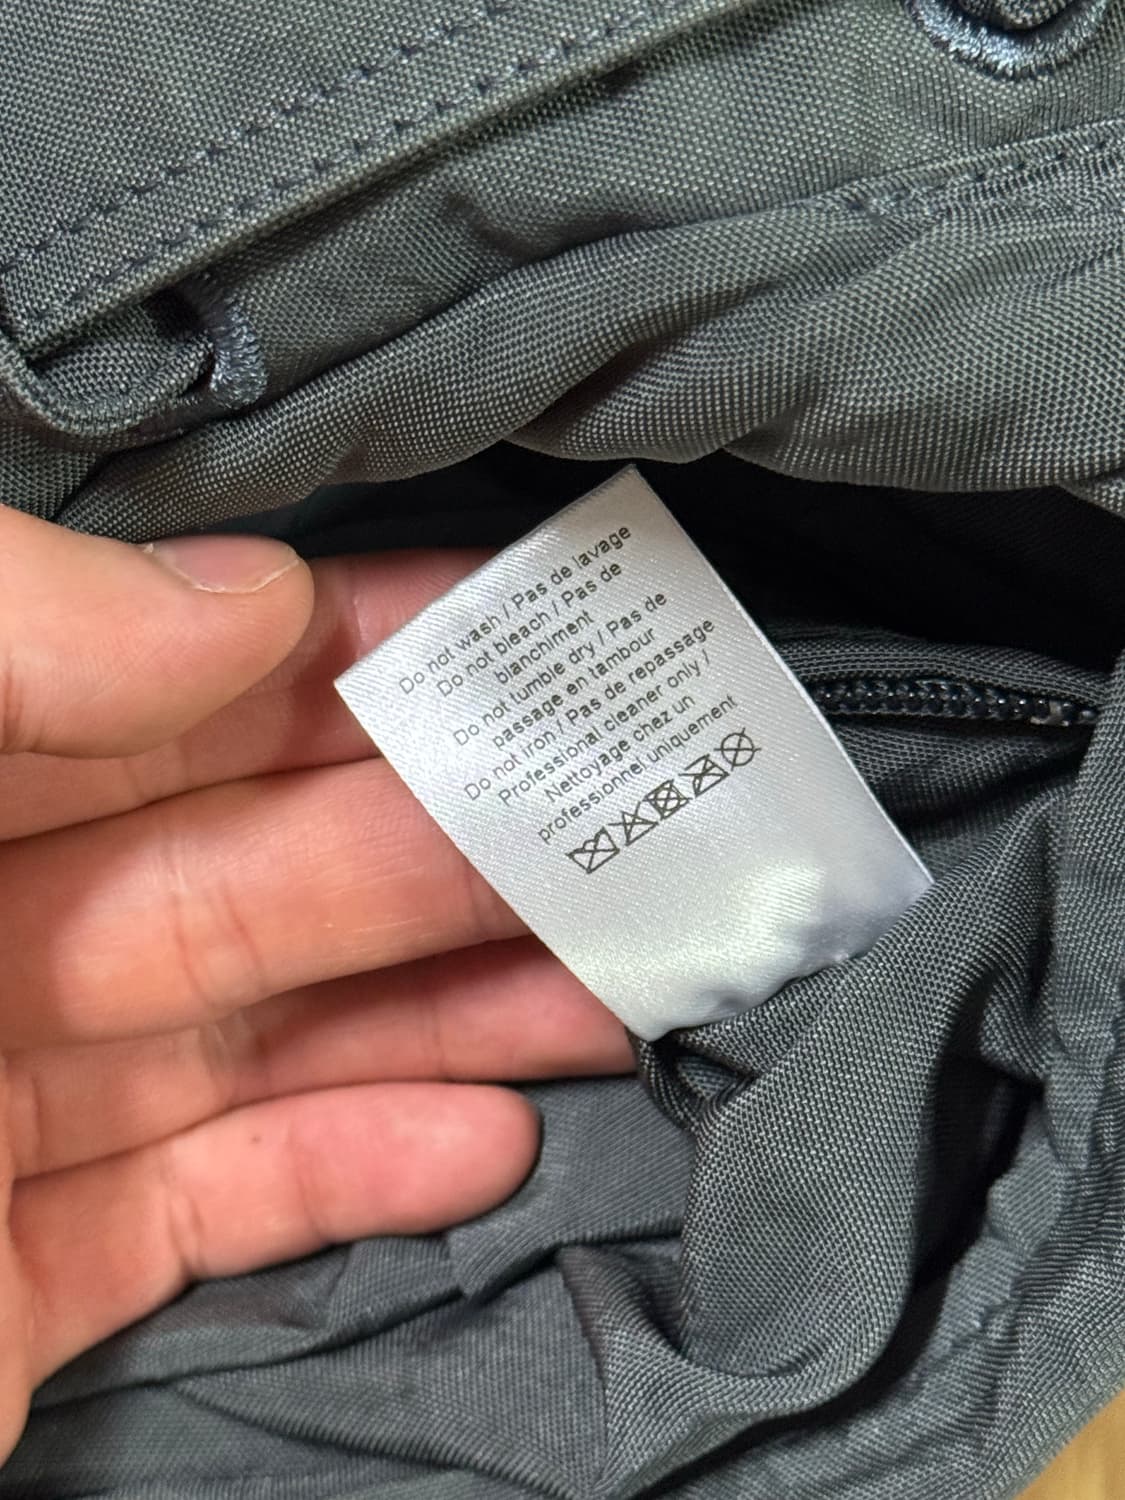 Do not wash / Pas de lavage
Do not bleach / Pas de
blanchiment
Do not tumble dry / Pas de
passage en tambour
Do not iron / Pas de repassage
Professional cleaner only /
Nettoyage chez un
professionnel uniquement